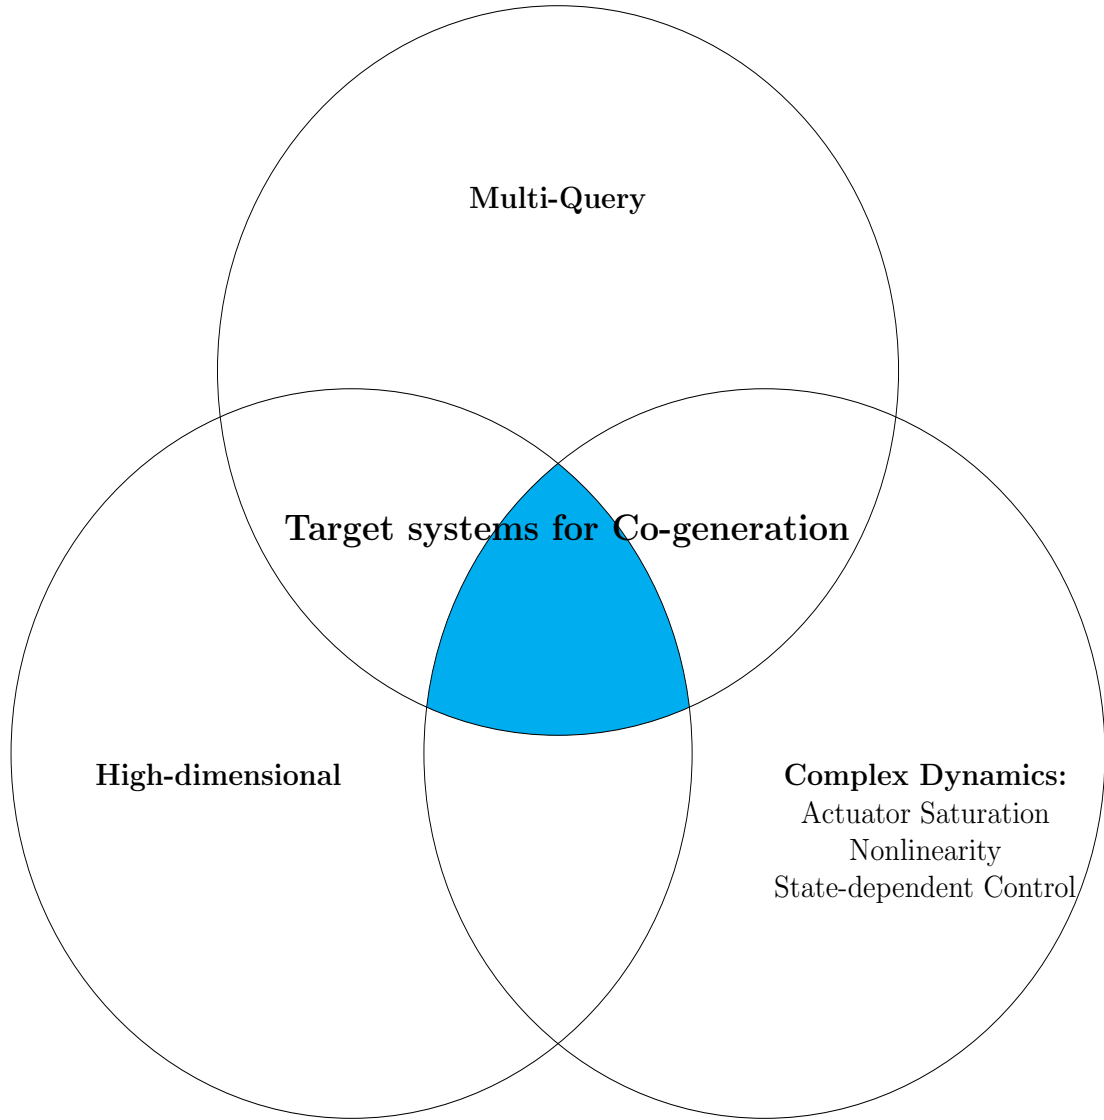 Multi-Query
Target systems for Co-generation
High-dimensional
Complex Dynamics:
Actuator Saturation
Nonlinearity
State-dependent Control